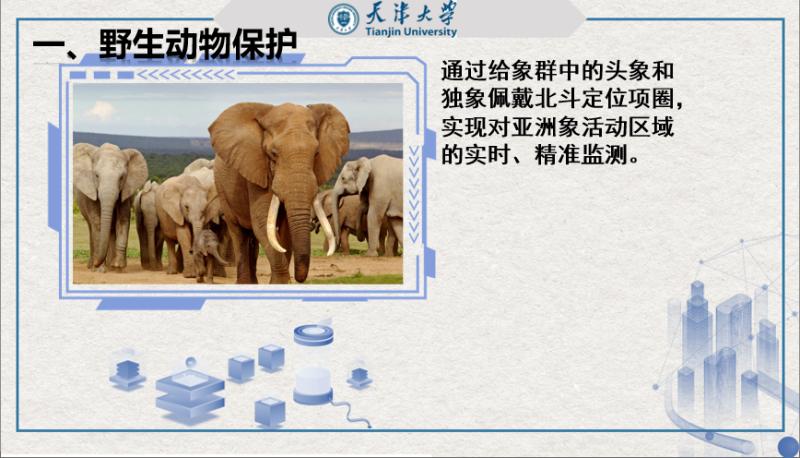 天津大学
Tianjin University
一、野生动物保护
通过给象群中的头象和
独象佩戴北斗定位项圈，
实现对亚洲象活动区域
的实时、精准监测。